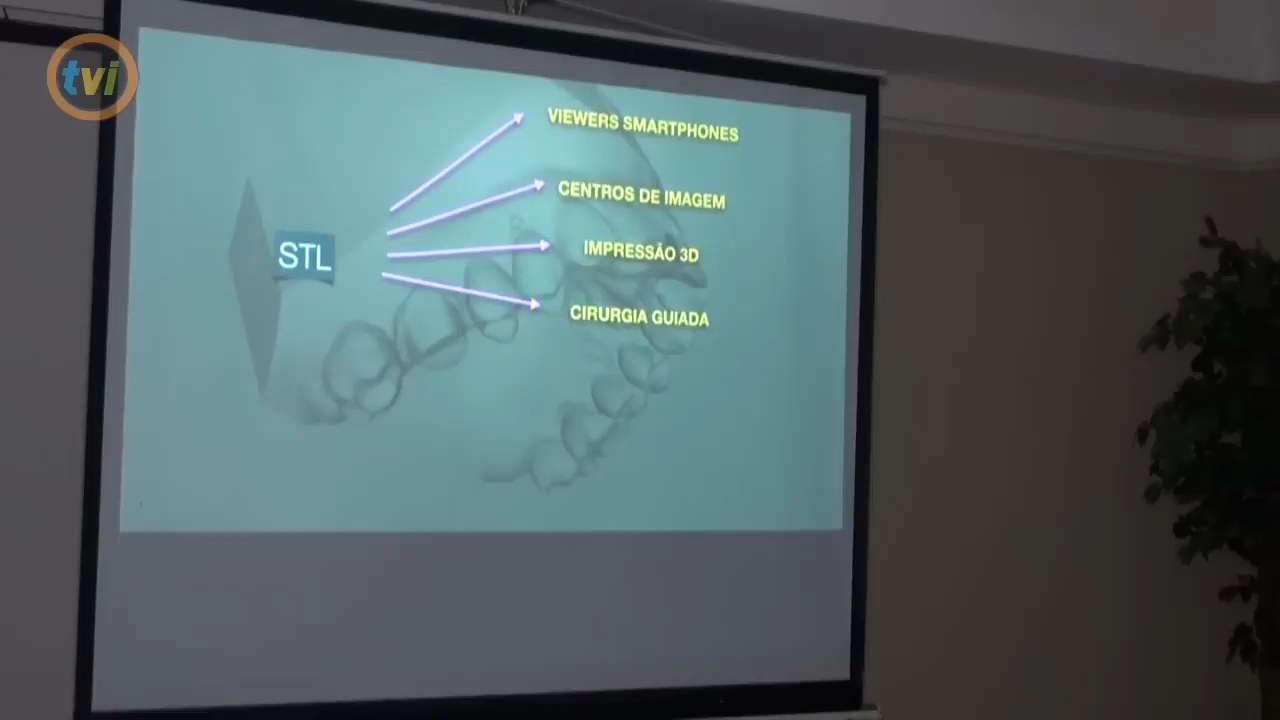 tvi
VIEWERS SMARTPHONES
CENTROS DE IMAGEM
STL
IMPRESSÃO 3D
CIRURGIA GUIADA